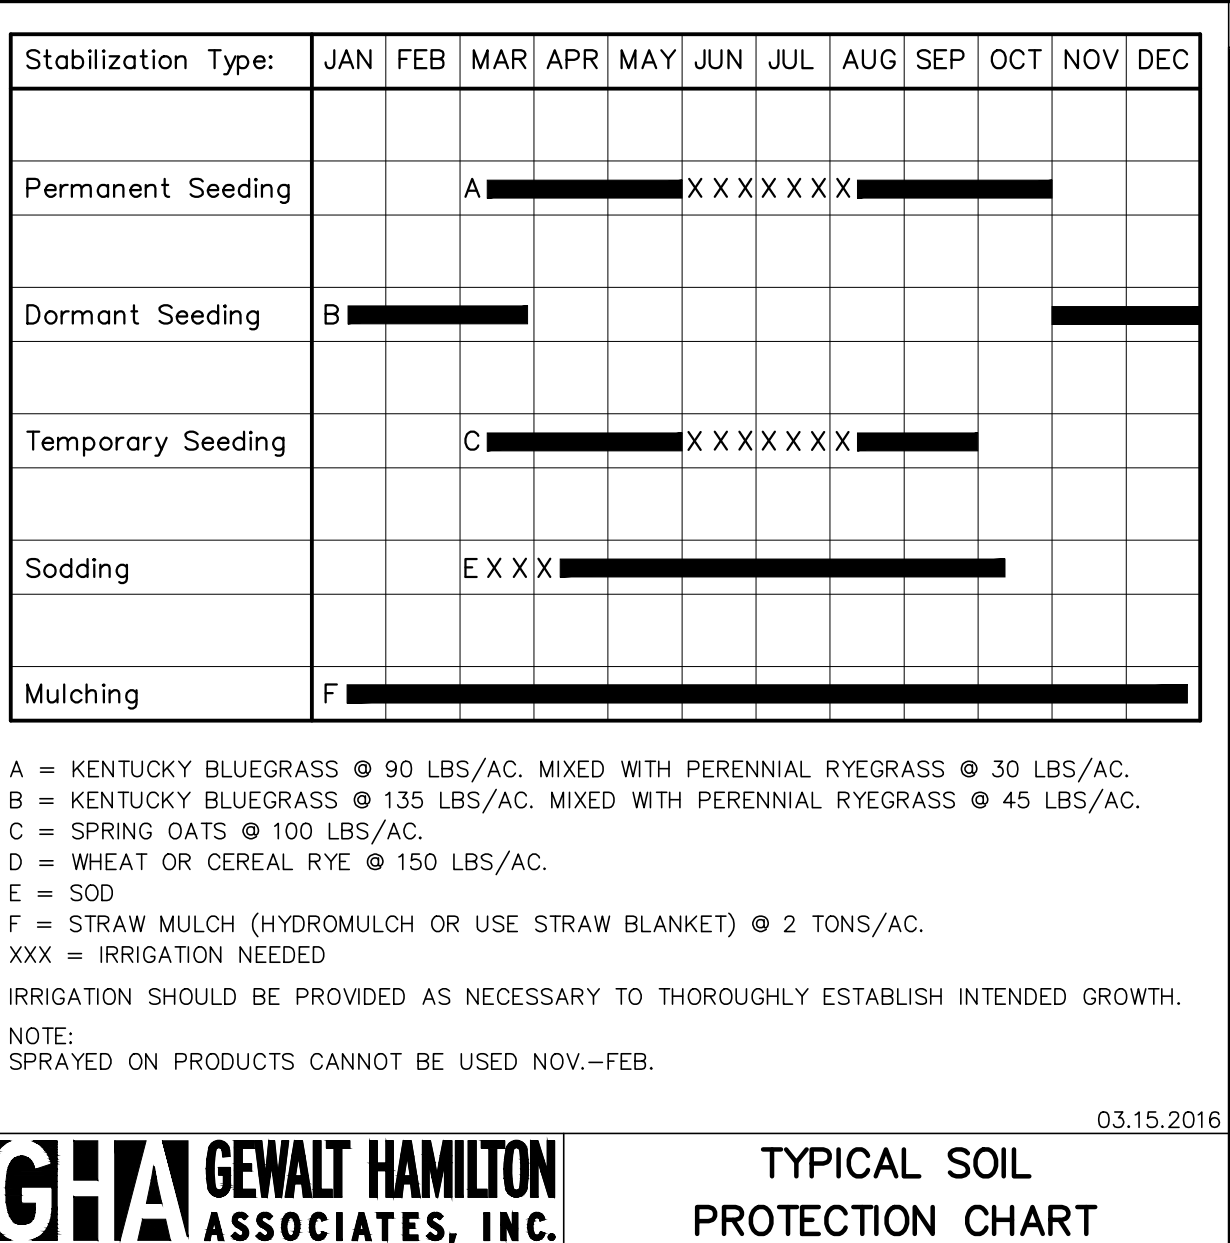 Stabilization Type: JAN FEB MAR APR MAY JUN JUL AUG SEP OCT NOV DEC
Permanent Seeding A X X X X X X X
Dormant Seeding B
Temporary Seeding C X X X X X X X
Sodding E X X X
Mulching F
A = KENTUCKY BLUEGRASS @ 90 LBS/AC. MIXED WITH PERENNIAL RYEGRASS @ 30 LBS/AC.
B = KENTUCKY BLUEGRASS @ 135 LBS/AC. MIXED WITH PERENNIAL RYEGRASS @ 45 LBS/AC.
C = SPRING OATS @ 100 LBS/AC.
D = WHEAT OR CEREAL RYE @ 150 LBS/AC.
E = SOD
F = STRAW MULCH (HYDROMULCH OR USE STRAW BLANKET) @ 2 TONS/AC.
XXX = IRRIGATION NEEDED
IRRIGATION SHOULD BE PROVIDED AS NECESSARY TO THOROUGHLY ESTABLISH INTENDED GROWTH.
NOTE:
SPRAYED ON PRODUCTS CANNOT BE USED NOV.–FEB.
03.15.2016
GHA GEWALT HAMILTON
ASSOCIATES, INC.
TYPICAL SOIL
PROTECTION CHART